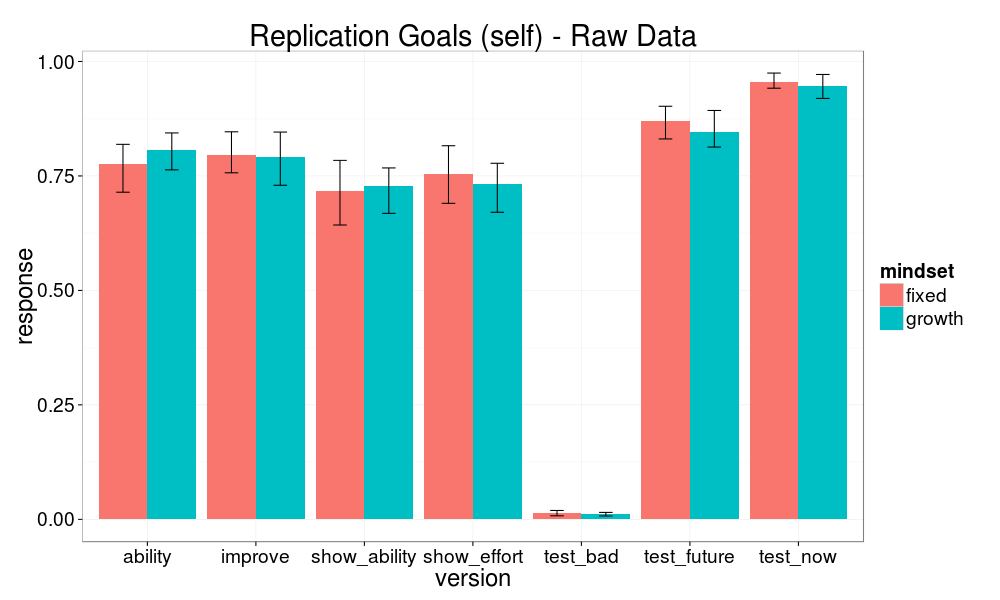 Replication Goals (self) - Raw Data
1.00
0.75
0.50
0.25
0.00
response
ability improve show_ability show_effort test_bad test_future test_now
version
mindset
fixed
growth